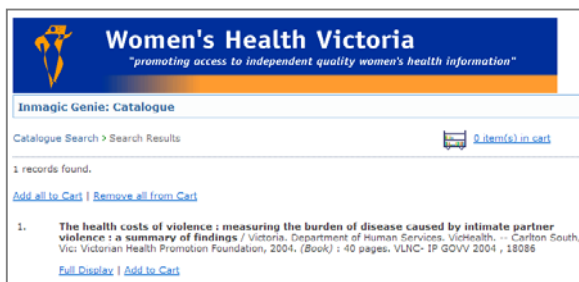 Women's Health Victoria
"promoting access to independent quality women's health information"
Inmagic Genie: Catalogue
Catalogue Search > Search Results
0 item(s) in cart
1 records found.
Add all to Cart | Remove all from Cart
1. The health costs of violence : measuring the burden of disease caused by intimate partner
violence : a summary of findings / Victoria. Department of Human Services. VicHealth. -- Carlton South,
Vic: Victorian Health Promotion Foundation, 2004. (Book) : 40 pages. VLNC- IP GOVV 2004 , 18086
Full Display | Add to Cart